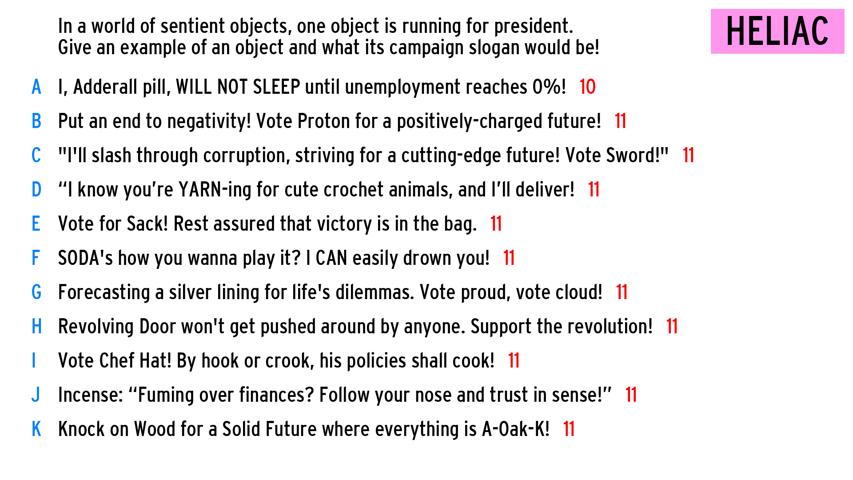 In a world of sentient objects, one object is running for president.
Give an example of an object and what its campaign slogan would be!
HELIAC
A I, Adderall pill, WILL NOT SLEEP until unemployment reaches 0%! 10
B Put an end to negativity! Vote Proton for a positively-charged future! 11
C "I'll slash through corruption, striving for a cutting-edge future! Vote Sword!" 11
D “I know you’re YARN-ing for cute crochet animals, and I’ll deliver! 11
E Vote for Sack! Rest assured that victory is in the bag. 11
F SODA's how you wanna play it? I CAN easily drown you! 11
G Forecasting a silver lining for life's dilemmas. Vote proud, vote cloud! 11
H Revolving Door won't get pushed around by anyone. Support the revolution! 11
I Vote Chef Hat! By hook or crook, his policies shall cook! 11
J Incense: “Fuming over finances? Follow your nose and trust in sense!” 11
K Knock on Wood for a Solid Future where everything is A-Oak-K! 11